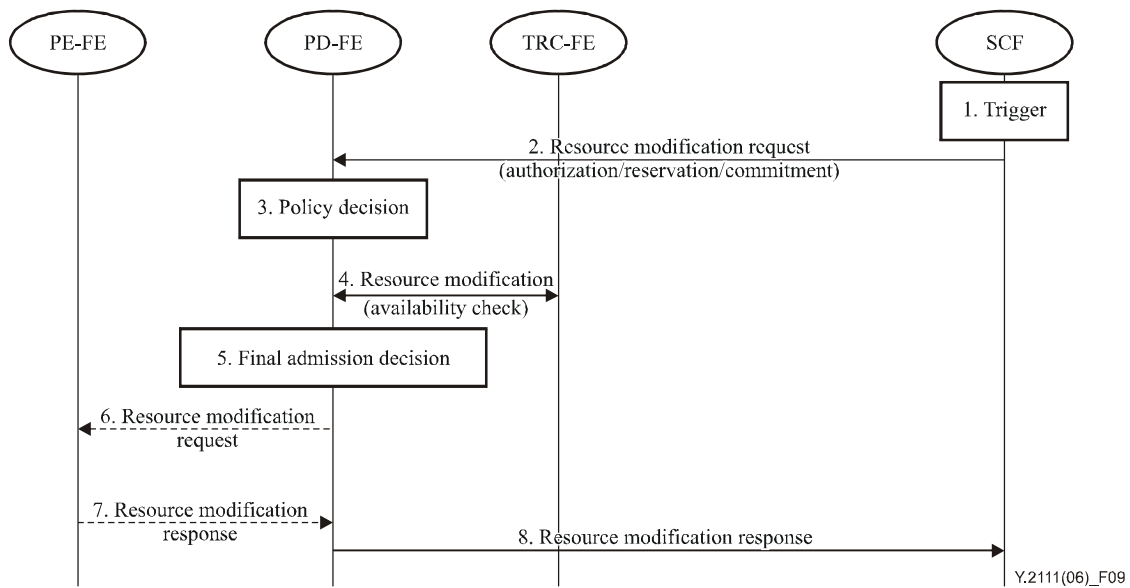 PE-FE
PD-FE
TRC-FE
SCF
1. Trigger
2. Resource modification request
(authorization/reservation/commitment)
3. Policy decision
4. Resource modification
(availability check)
5. Final admission decision
6. Resource modification
request
7. Resource modification
response
8. Resource modification response
Y.2111(06)_F09